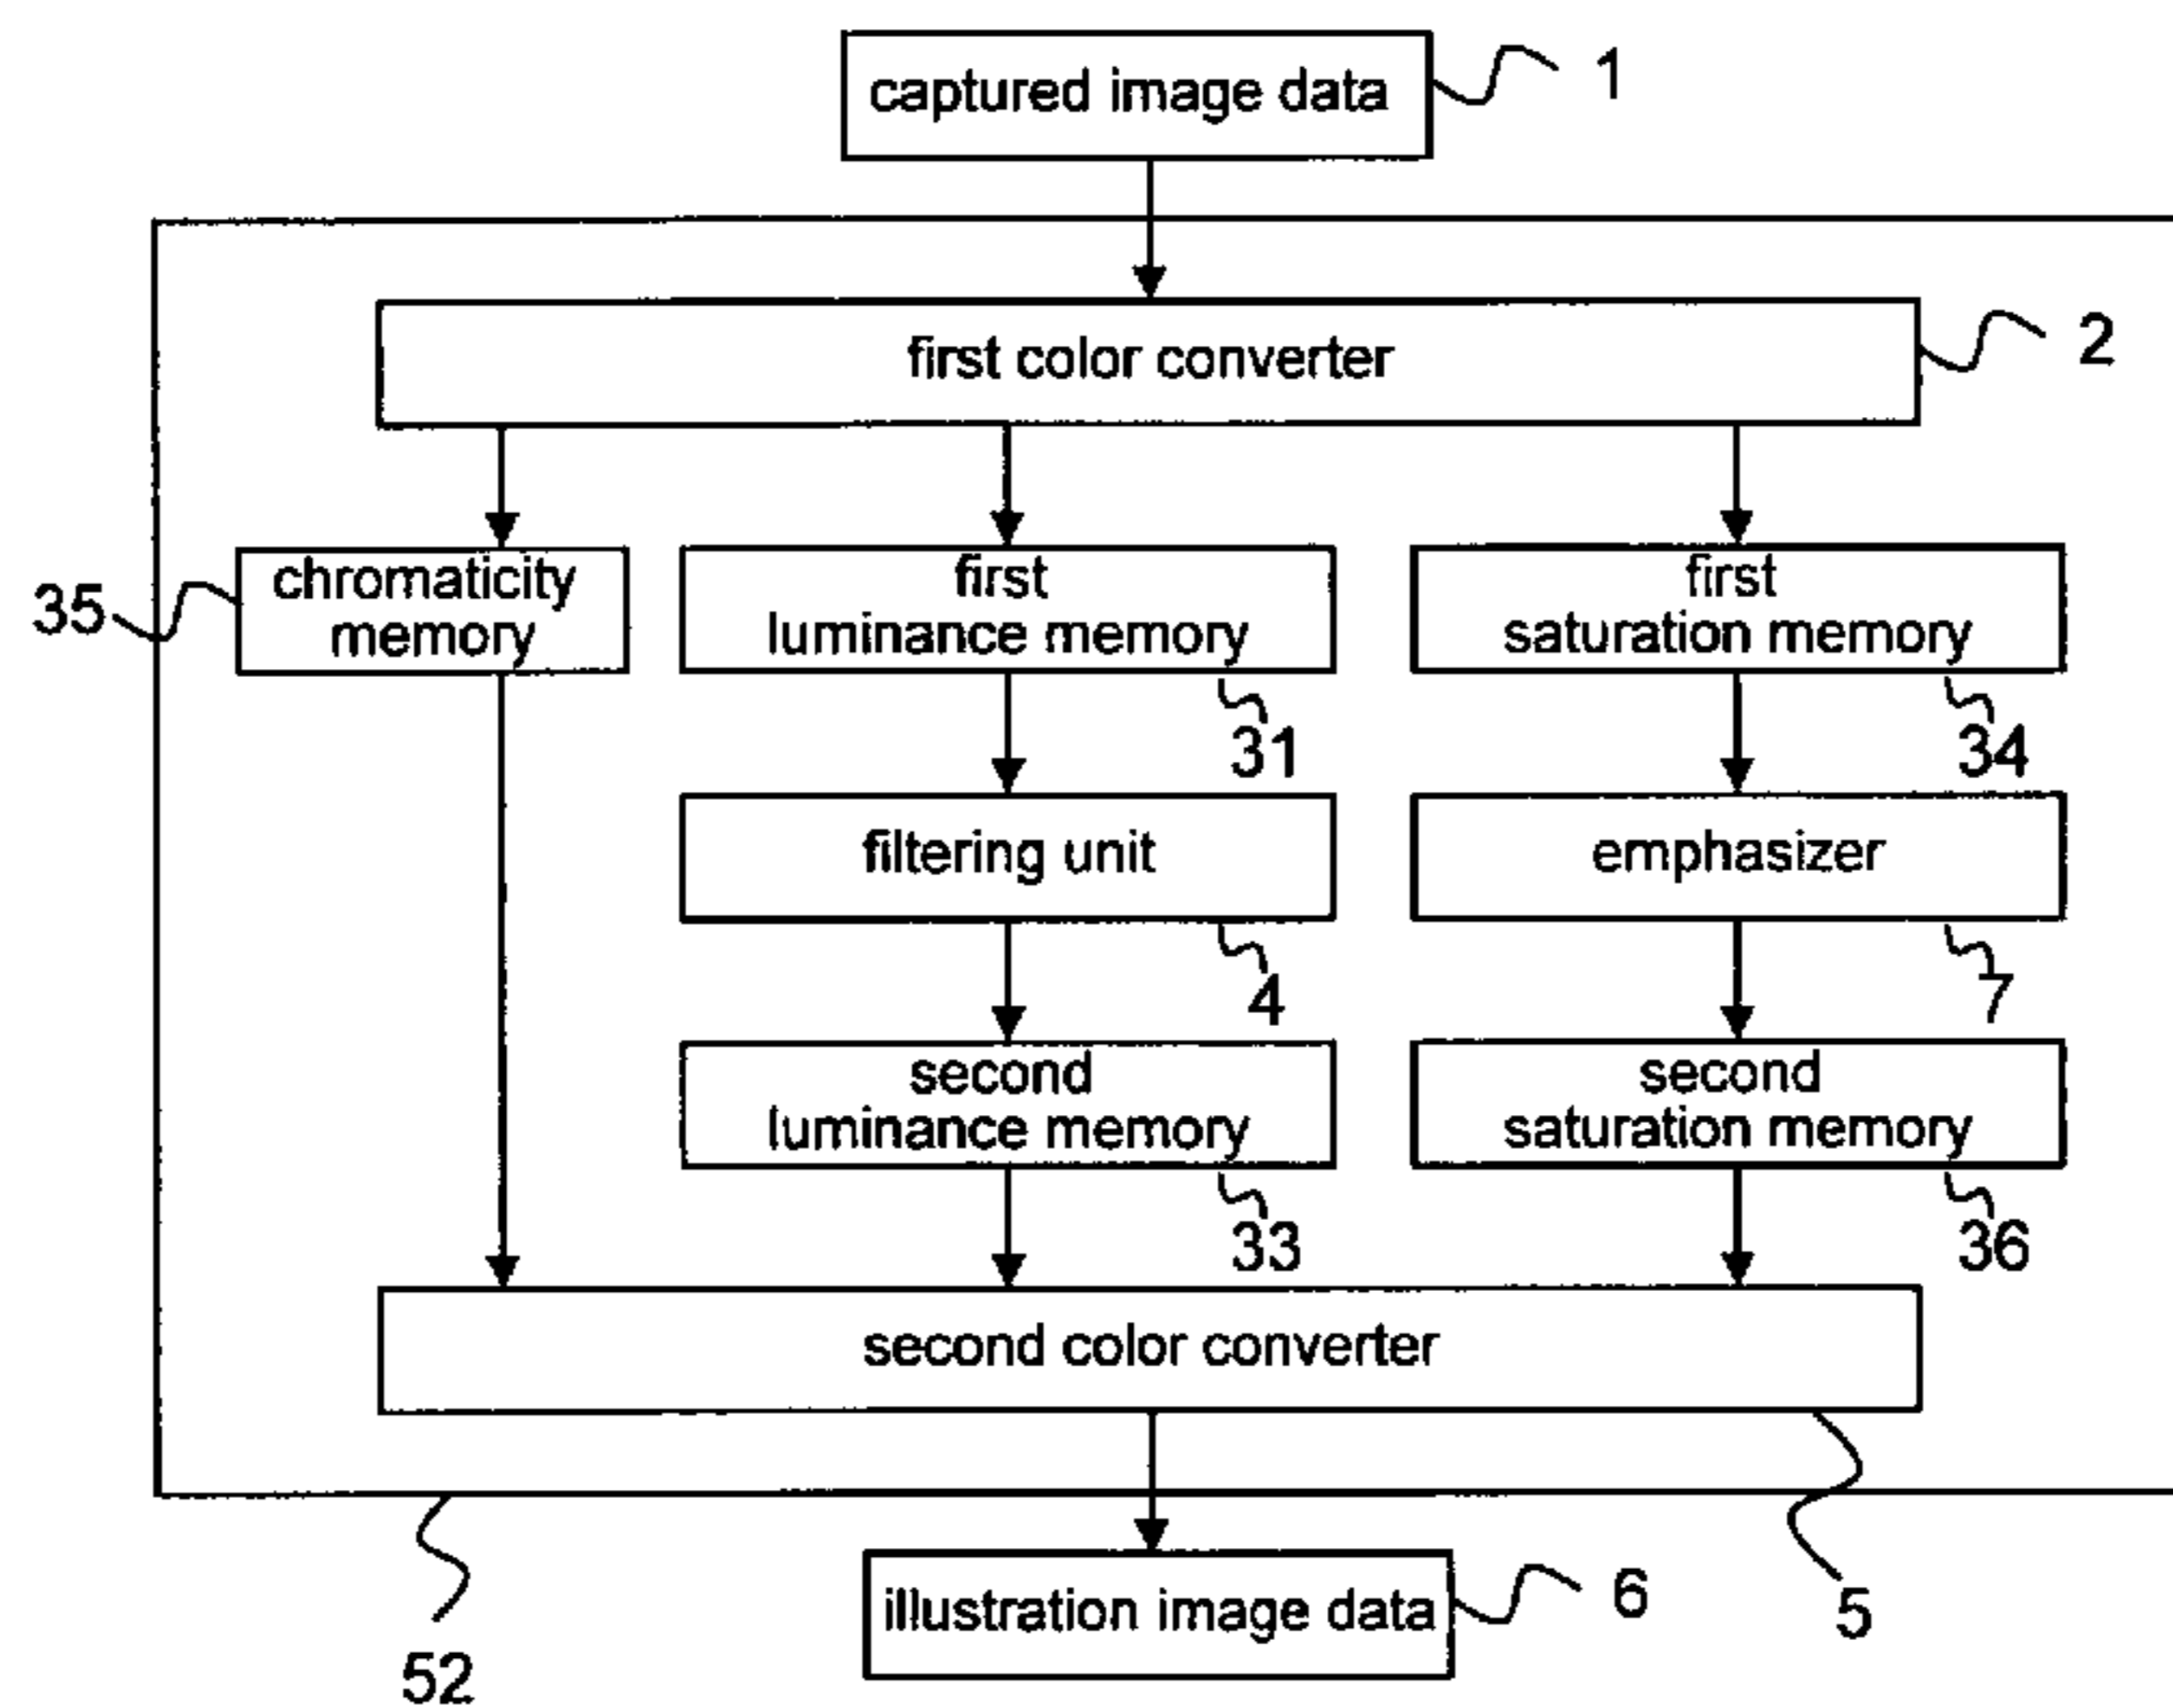 captured image data
1
first color converter
2
chromaticity
memory
35
first
luminance memory
31
first
saturation memory
34
filtering unit
4
emphasizer
7
second
luminance memory
33
second
saturation memory
36
second color converter
5
illustration image data
6
52